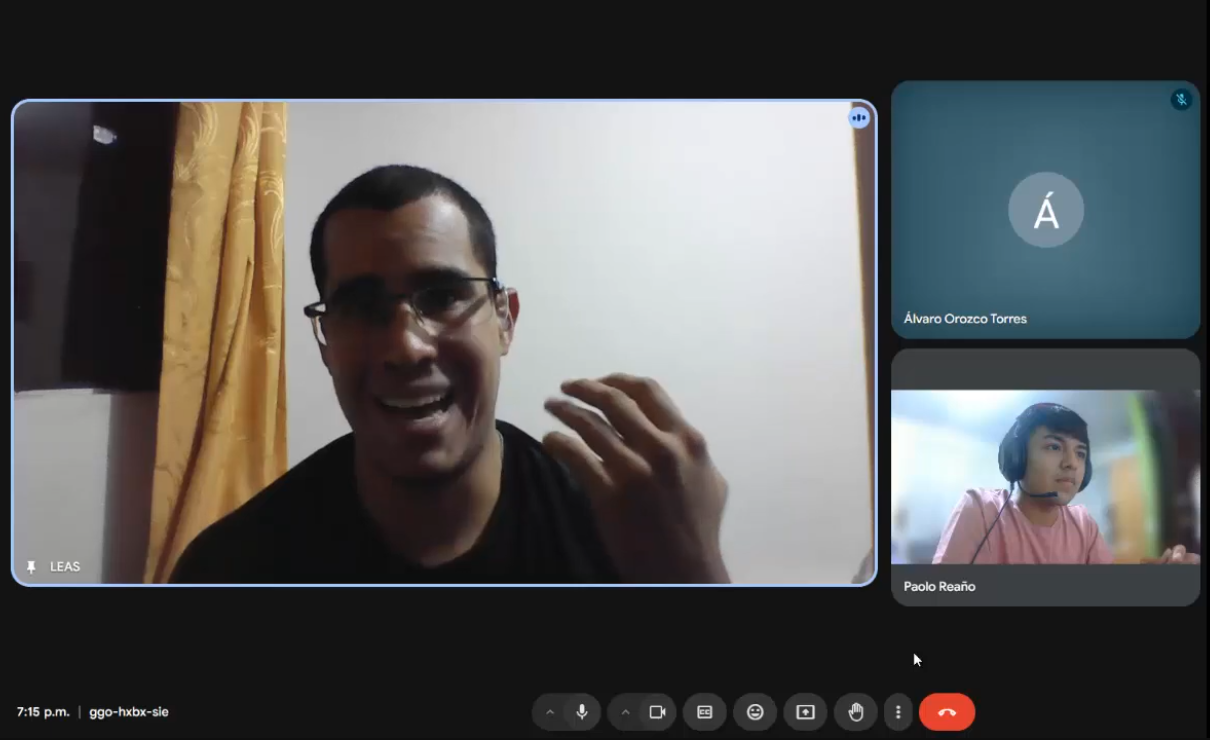 LEAS
Á
Álvaro Orozco Torres
Paolo Reaño
7:15 p.m. | ggo-hxbx-sie